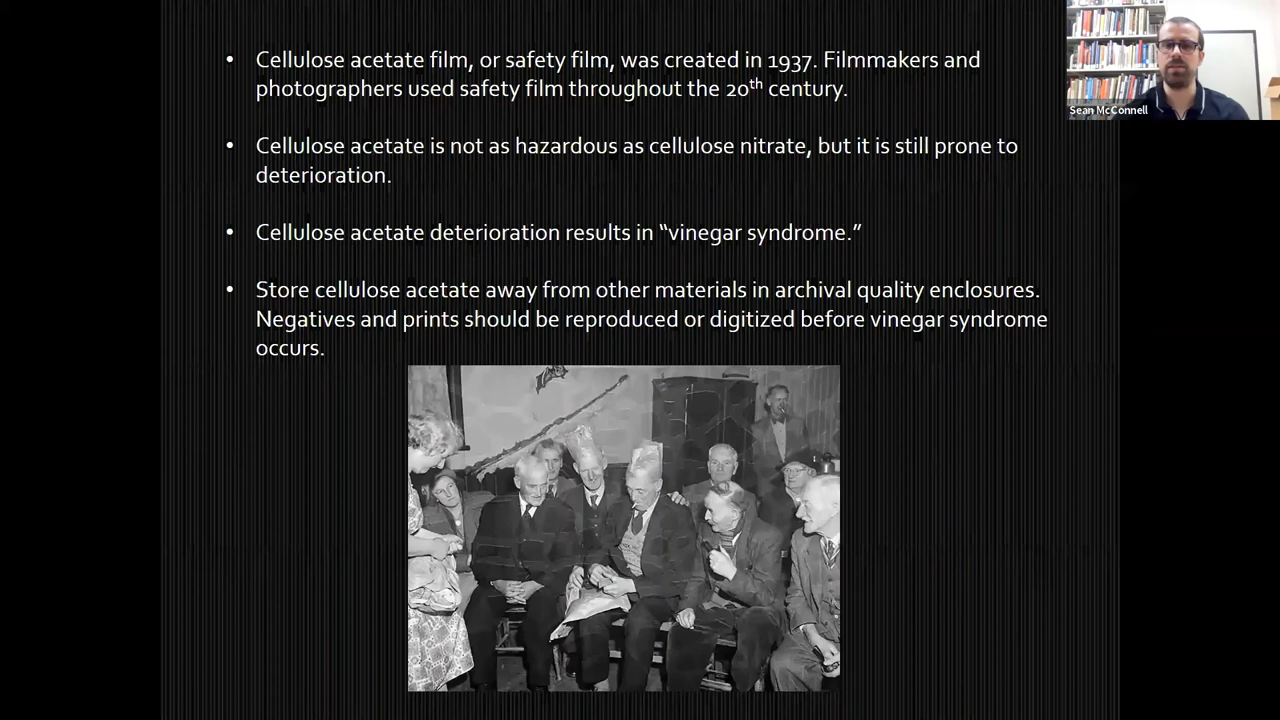 • Cellulose acetate film, or safety film, was created in 1937. Filmmakers and
photographers used safety film throughout the 20th century.
• Cellulose acetate is not as hazardous as cellulose nitrate, but it is still prone to
deterioration.
• Cellulose acetate deterioration results in “vinegar syndrome.”
• Store cellulose acetate away from other materials in archival quality enclosures.
Negatives and prints should be reproduced or digitized before vinegar syndrome
occurs.
Sean McConnell